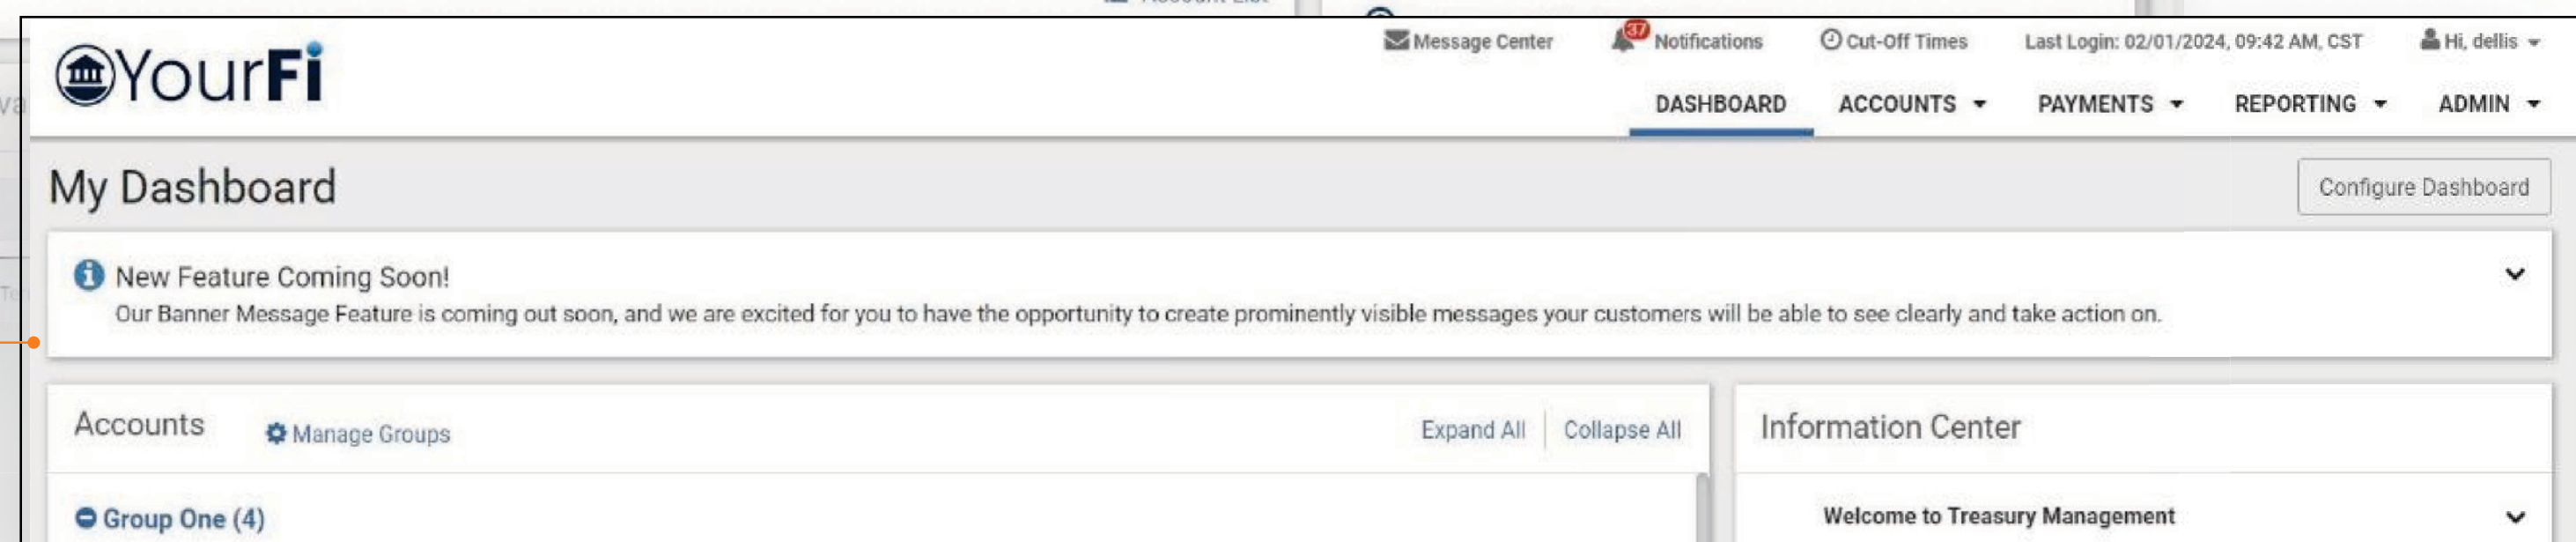 Account List
YourFi
Message Center
37
Notifications
Cut-Off Times
Last Login: 02/01/2024, 09:42 AM, CST
Hi, dellis
DASHBOARD
ACCOUNTS
PAYMENTS
REPORTING
ADMIN
My Dashboard
Configure Dashboard
New Feature Coming Soon!
Our Banner Message Feature is coming out soon, and we are excited for you to have the opportunity to create prominently visible messages your customers will be able to see clearly and take action on.
Accounts
Manage Groups
Expand All
Collapse All
Information Center
Group One (4)
Welcome to Treasury Management